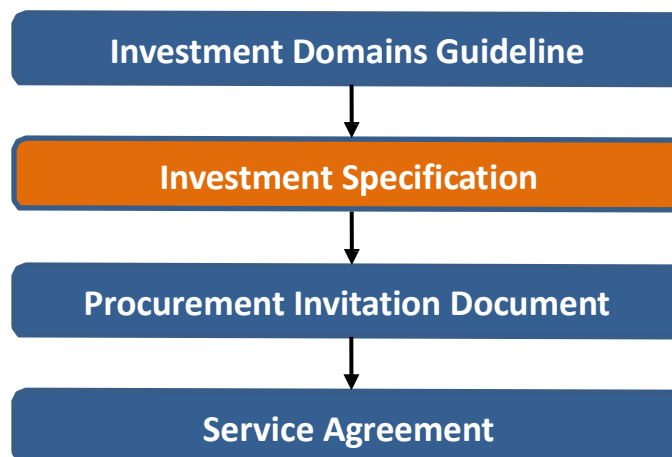 Investment Domains Guideline
Investment Specification
Procurement Invitation Document
Service Agreement